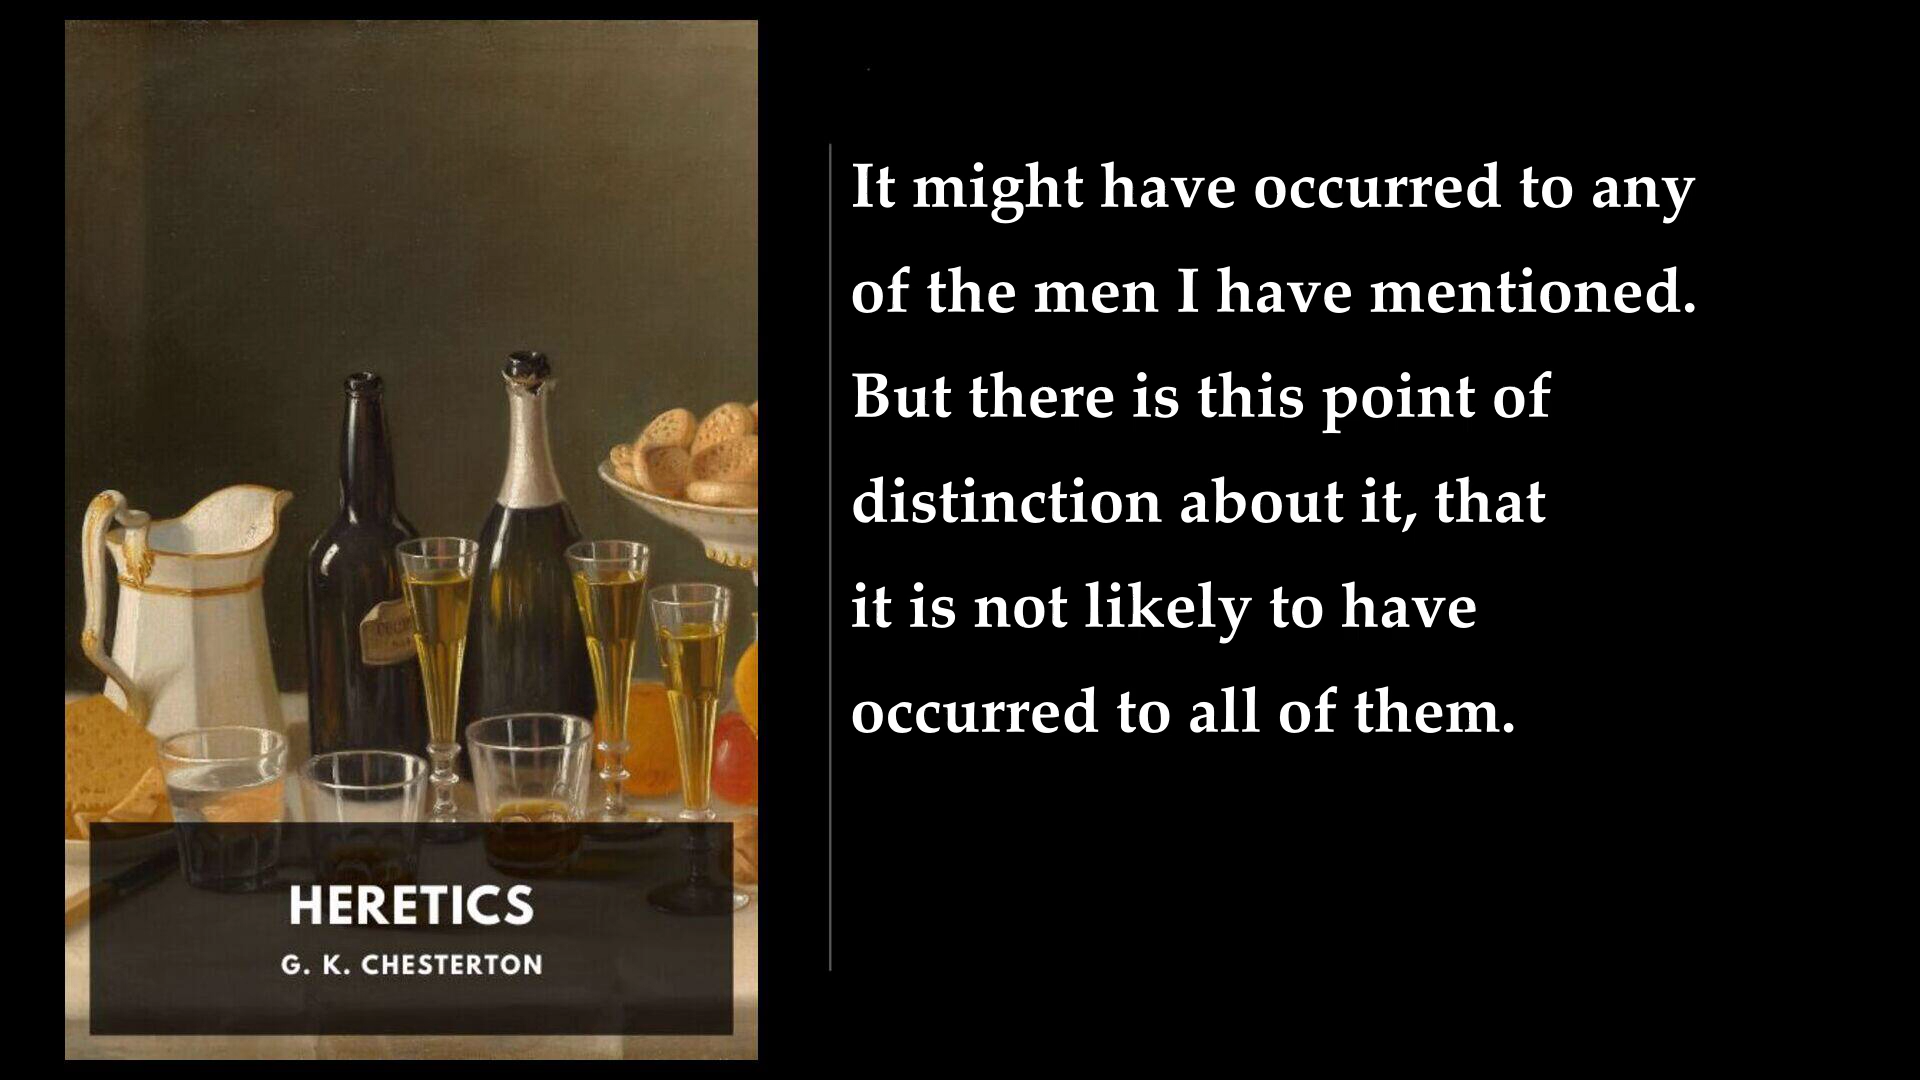 It might have occurred to any
of the men I have mentioned.
But there is this point of
distinction about it, that
it is not likely to have
occurred to all of them.
HERETICS
G. K. CHESTERTON